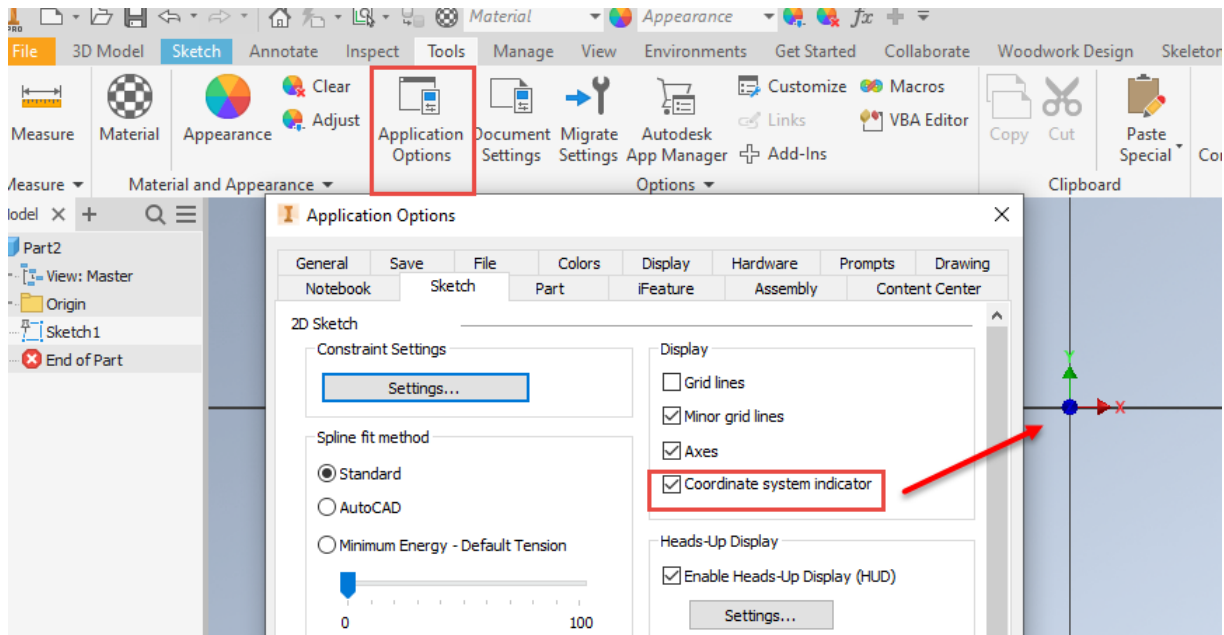 PRO
Material
Appearance
fx
File 3D Model Sketch Annotate Inspect Tools Manage View Environments Get Started Collaborate Woodwork Design Skeleton
Measure
Material
Appearance
Clear
Adjust
Application Options
Document Settings
Migrate Settings
Autodesk App Manager
Customize
Links
Add-Ins
Macros
VBA Editor
Copy
Cut
Paste Special
Measure
Material and Appearance
Options
Clipboard
Part2
View: Master
Origin
Sketch1
End of Part
Application Options
General Save File Colors Display Hardware Prompts Drawing
Notebook Sketch Part iFeature Assembly Content Center
2D Sketch
Constraint Settings
Settings...
Spline fit method
Standard
AutoCAD
Minimum Energy - Default Tension
0 100
Display
Grid lines
Minor grid lines
Axes
Coordinate system indicator
Heads-Up Display
Enable Heads-Up Display (HUD)
Settings...
Y
X